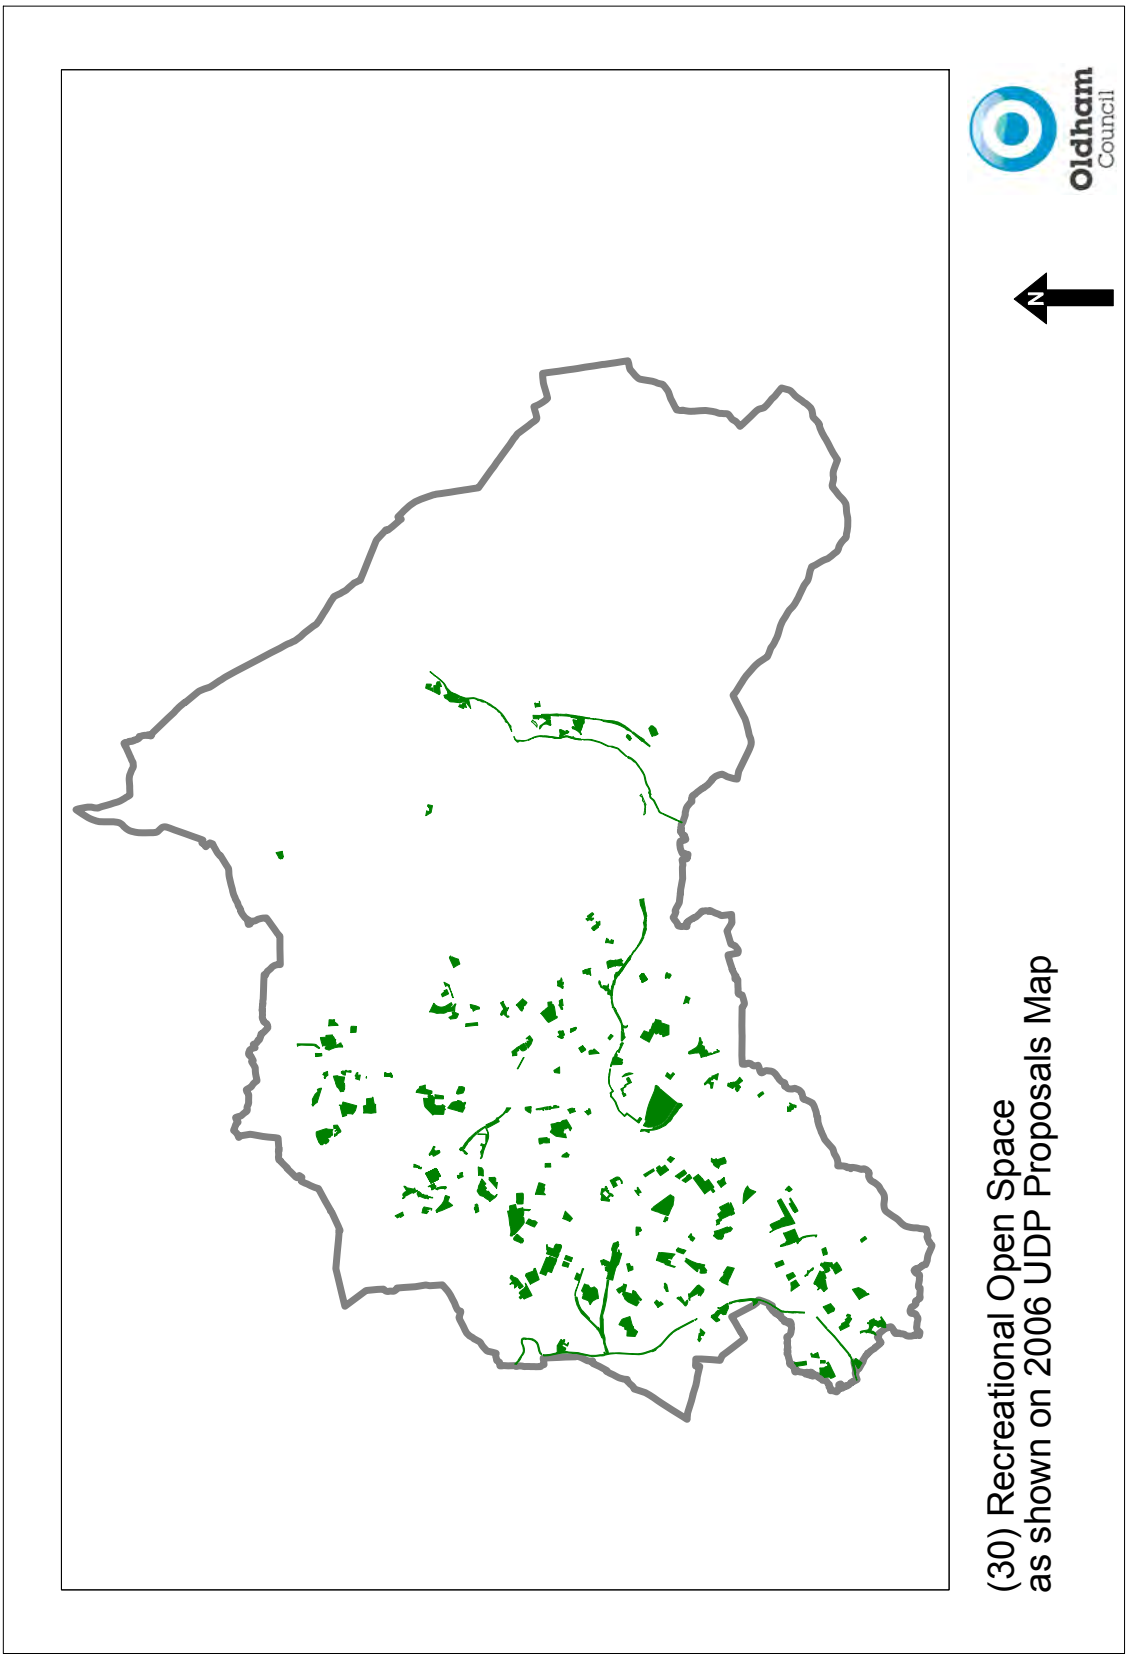 (30) Recreational Open Space
as shown on 2006 UDP Proposals Map
N
Oldham
Council